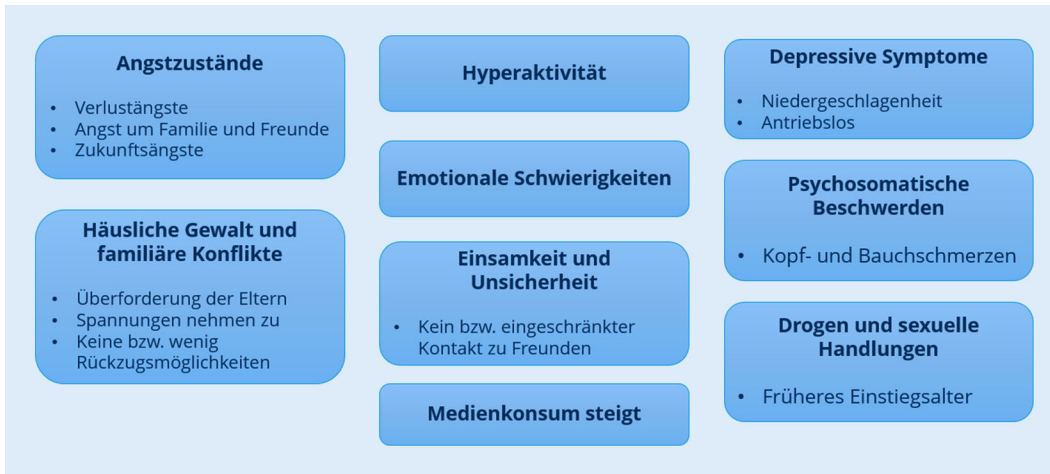 Angstzustände
• Verlustängste
• Angst um Familie und Freunde
• Zukunftsängste
Häusliche Gewalt und
familiäre Konflikte
• Überforderung der Eltern
• Spannungen nehmen zu
• Keine bzw. wenig
Rückzugsmöglichkeiten
Hyperaktivität
Emotionale Schwierigkeiten
Einsamkeit und
Unsicherheit
• Kein bzw. eingeschränkter
Kontakt zu Freunden
Medienkonsum steigt
Depressive Symptome
• Niedergeschlagenheit
• Antriebslos
Psychosomatische
Beschwerden
• Kopf- und Bauchschmerzen
Drogen und sexuelle
Handlungen
• Früheres Einstiegsalter